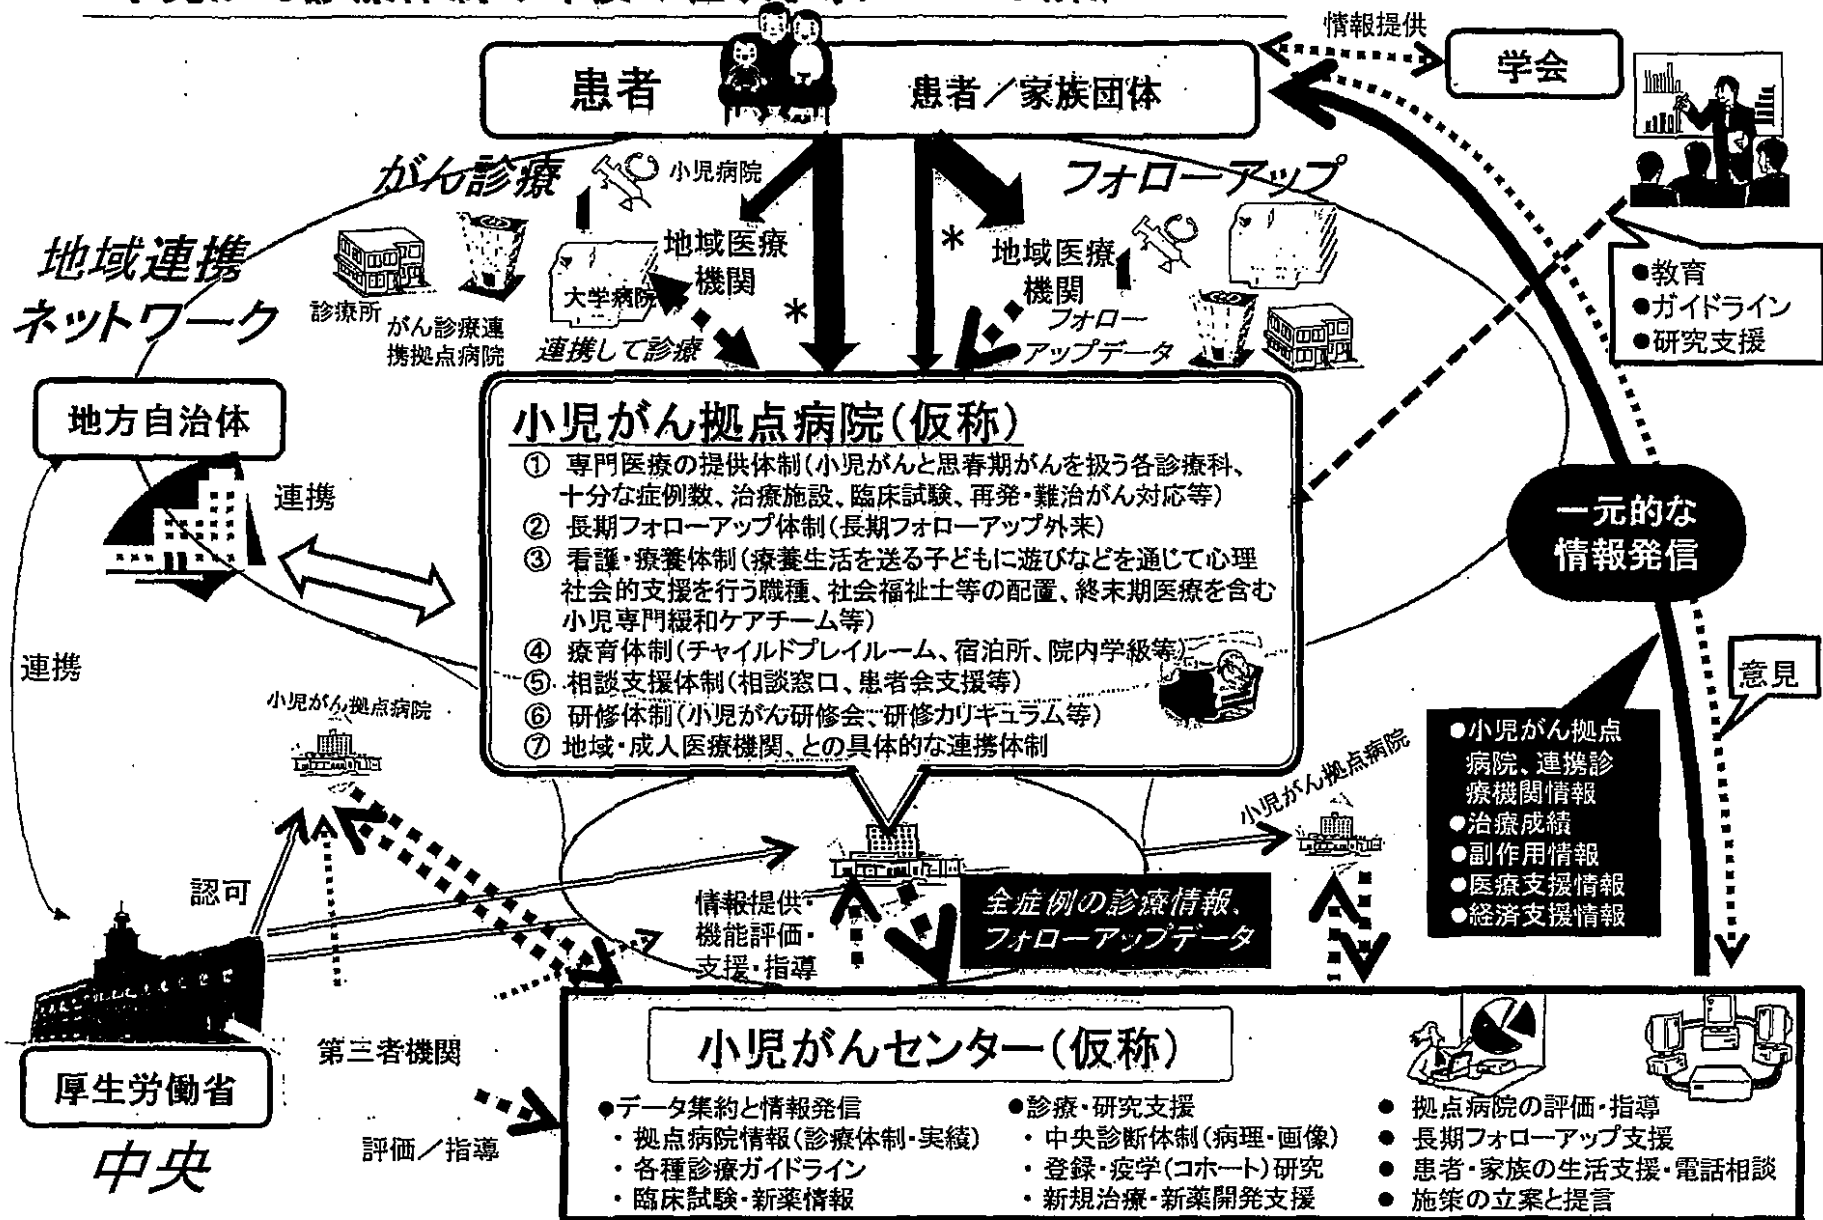 情報提供
学会
患者
患者／家族団体
がん診療
小児病院
フォローアップ
地域連携
ネットワーク
診療所
がん診療連
携拠点病院
大学病院
地域医療
機関
*
連携して診療
*
地域医療
機関
フォロー
アップデータ
●教育
●ガイドライン
●研究支援
地方自治体
連携
連携
小児がん拠点病院(仮称)
① 専門医療の提供体制(小児がんと思春期がんを扱う各診療科、
十分な症例数、治療施設、臨床試験、再発・難治がん対応等)
② 長期フォローアップ体制(長期フォローアップ外来)
③ 看護・療養体制(療養生活を送る子どもに遊びなどを通じて心理
社会的支援を行う職種、社会福祉士等の配置、終末期医療を含む
小児専門緩和ケアチーム等)
④ 療育体制(チャイルドプレイルーム、宿泊所、院内学級等)
⑤ 相談支援体制(相談窓口、患者会支援等)
⑥ 研修体制(小児がん研修会、研修カリキュラム等)
⑦ 地域・成人医療機関、との具体的な連携体制
一元的な
情報発信
意見
●小児がん拠点
病院、連携診
療機関情報
●治療成績
●副作用情報
●医療支援情報
●経済支援情報
小児がん拠点病院
小児がん拠点病院
認可
情報提供・
機能評価・
支援・指導
全症例の診療情報、
フォローアップデータ
厚生労働省
中央
第三者機関
評価／指導
小児がんセンター(仮称)
●データ集約と情報発信
・拠点病院情報(診療体制・実績)
・各種診療ガイドライン
・臨床試験・新薬情報
●診療・研究支援
・中央診断体制(病理・画像)
・登録・疫学(コホート)研究
・新規治療・新薬開発支援
● 拠点病院の評価・指導
● 長期フォローアップ支援
● 患者・家族の生活支援・電話相談
● 施策の立案と提言